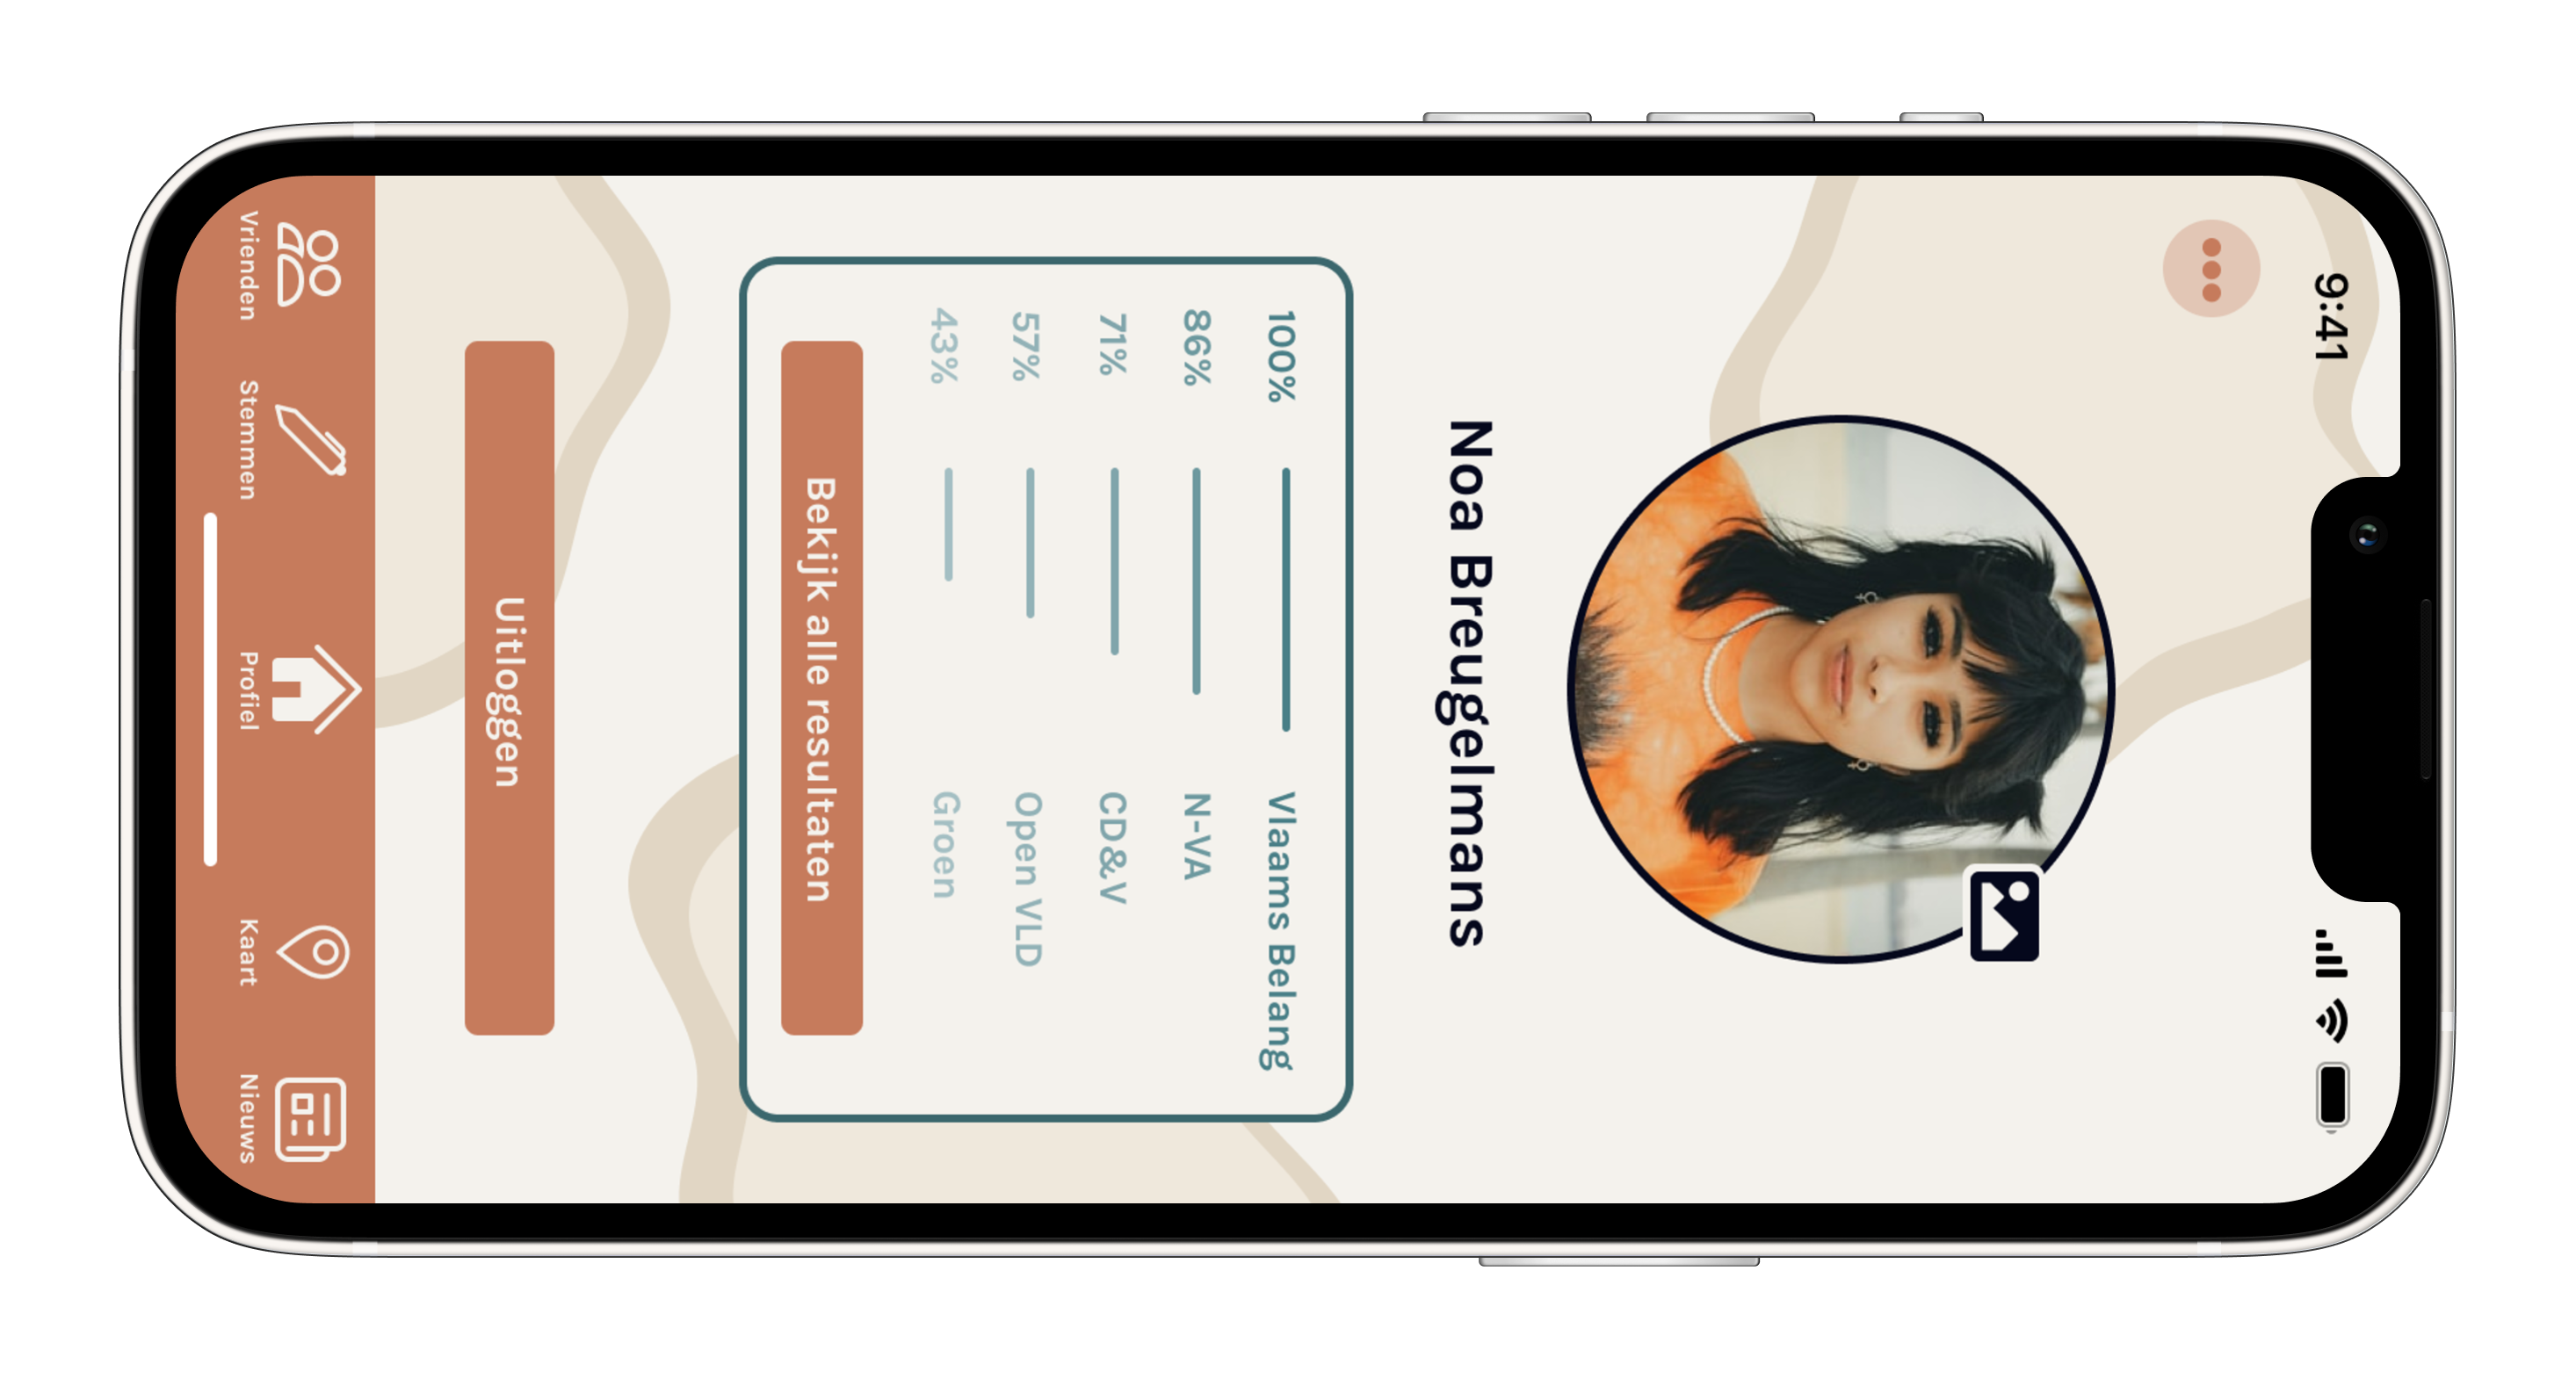 9:41
Noa Breugelmans
100% Vlaams Belang
86% N-VA
71% CD&V
57% Open VLD
43% Groen
Bekijk alle resultaten
Uitloggen
Vrienden Stemmen Profiel Kaart Nieuws